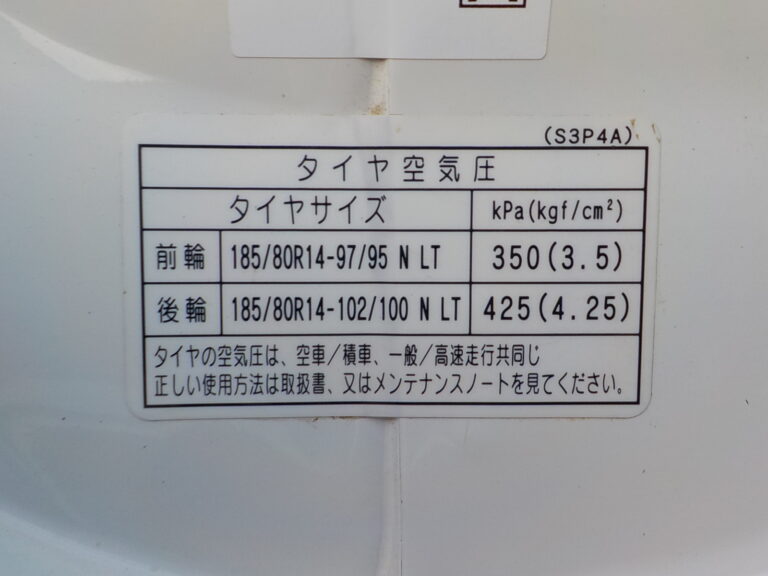 (S3P4A)
タイヤ空気圧
タイヤサイズ kPa(kgf/cm²)
前輪 185/80R14-97/95 N LT 350(3.5)
後輪 185/80R14-102/100 N LT 425(4.25)
タイヤの空気圧は、空車/積車、一般/高速走行共同じ
正しい使用方法は取扱書、又はメンテナンスノートを見てください。